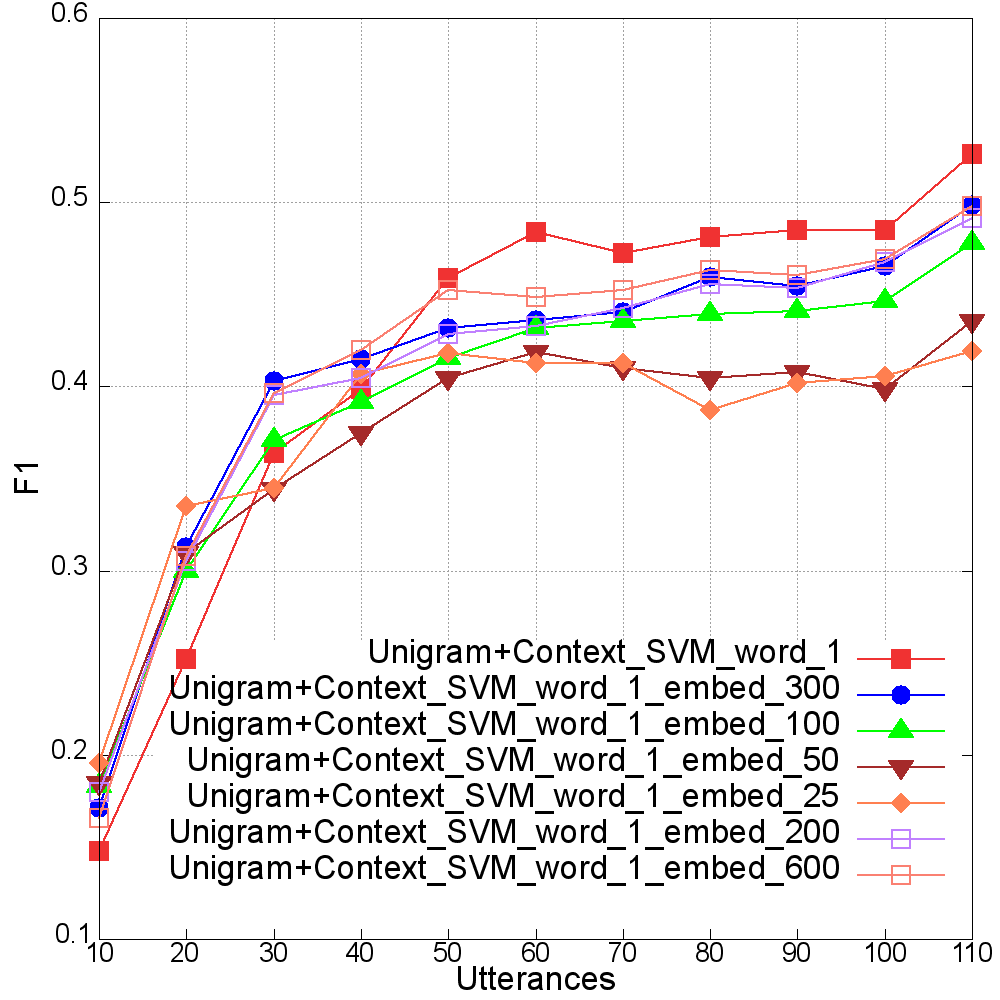 0.6
0.5
0.4
0.3
0.2
0.1
F1
Unigram+Context_SVM_word_1
Unigram+Context_SVM_word_1_embed_300
Unigram+Context_SVM_word_1_embed_100
Unigram+Context_SVM_word_1_embed_50
Unigram+Context_SVM_word_1_embed_25
Unigram+Context_SVM_word_1_embed_200
Unigram+Context_SVM_word_1_embed_600
10 20 30 40 50 60 70 80 90 100 110
Utterances